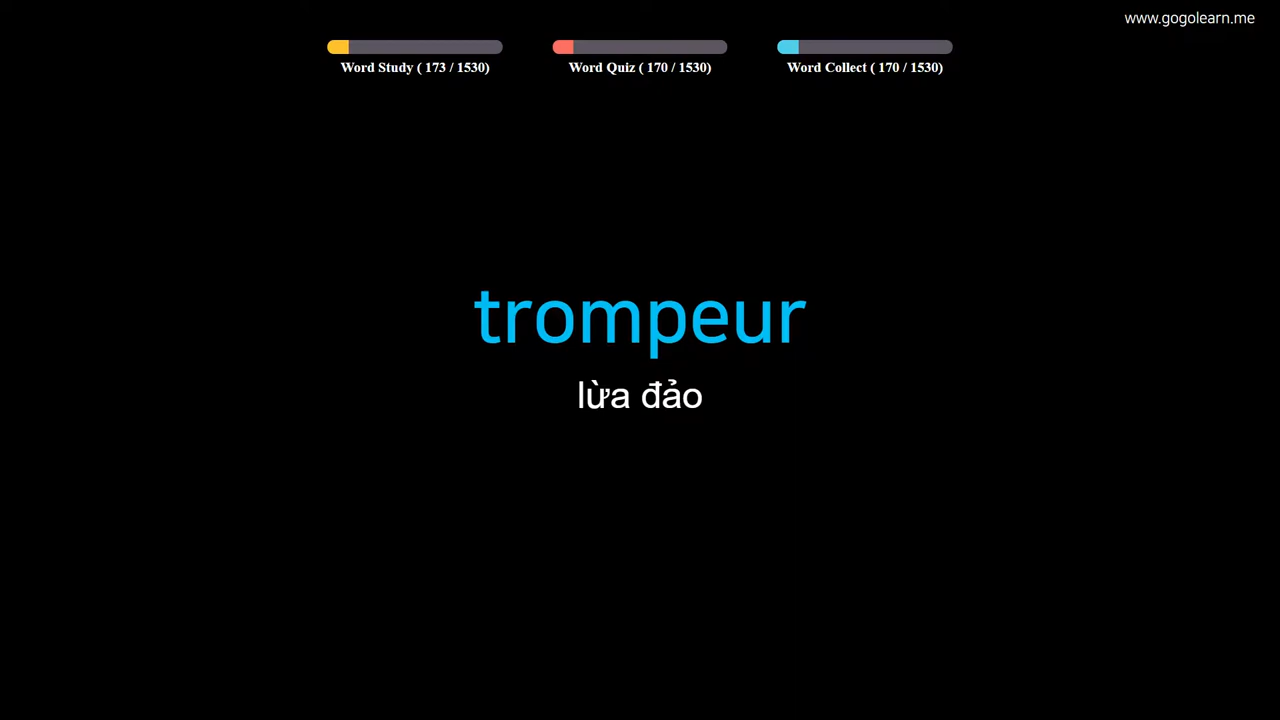 www.gogolearn.me
Word Study ( 173 / 1530)
Word Quiz ( 170 / 1530)
Word Collect ( 170 / 1530)
trompeur
lừa đảo